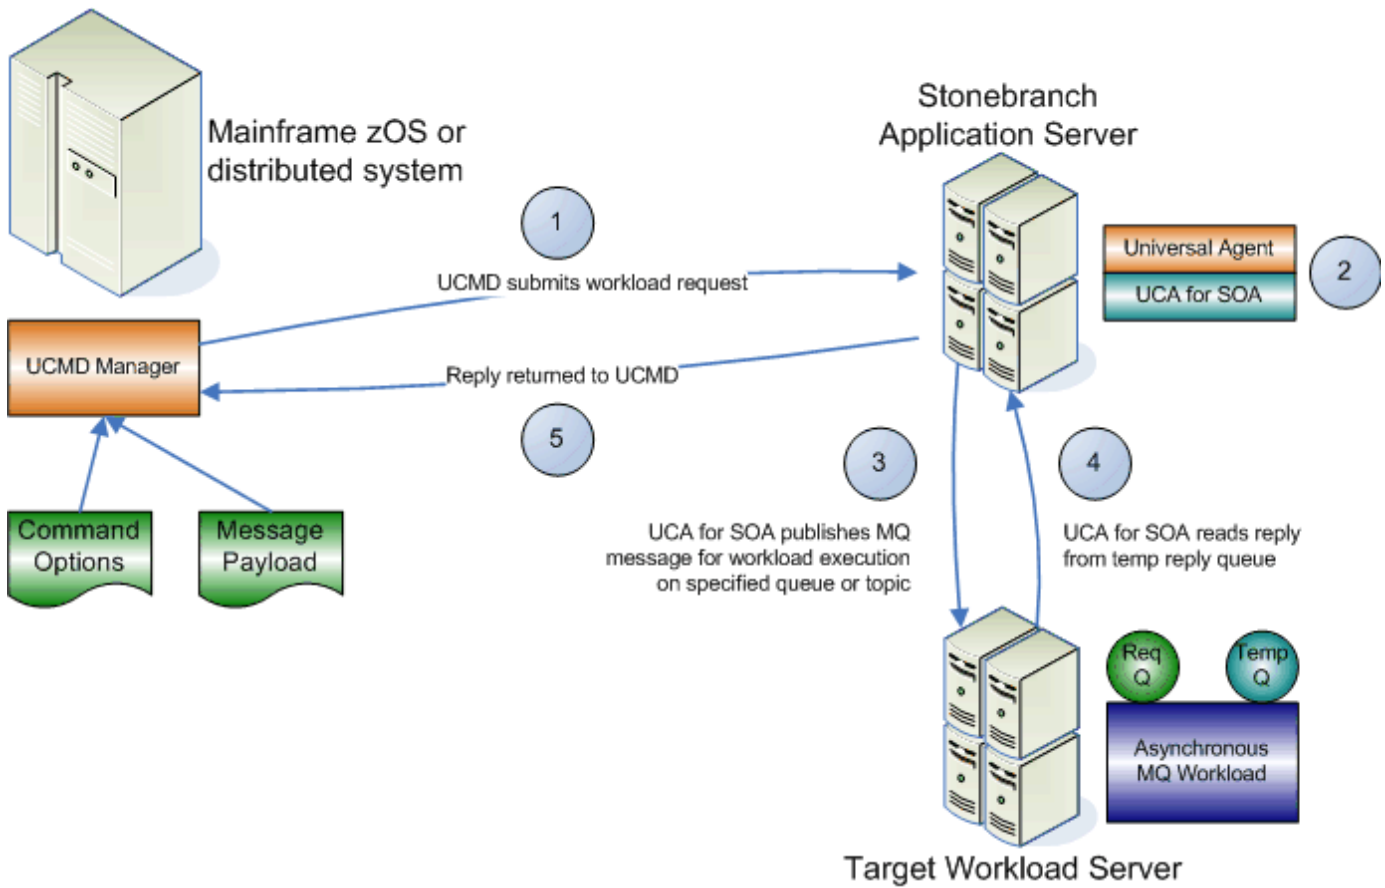 Mainframe zOS or
distributed system
Stonebranch
Application Server
1
UCMD submits workload request
Universal Agent
UCA for SOA
2
UCMD Manager
Reply returned to UCMD
5
3
4
Command
Options
Message
Payload
UCA for SOA publishes MQ
message for workload execution
on specified queue or topic
UCA for SOA reads reply
from temp reply queue
Req
Q
Temp
Q
Asynchronous
MQ Workload
Target Workload Server